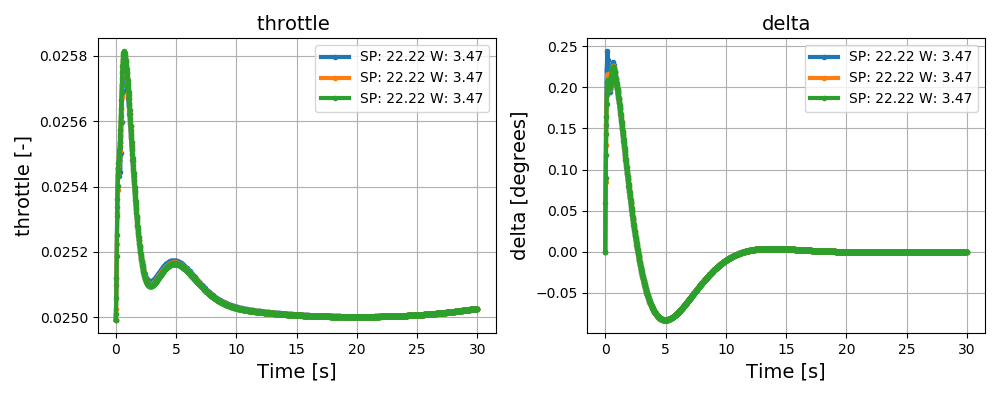 throttle
SP: 22.22 W: 3.47
SP: 22.22 W: 3.47
SP: 22.22 W: 3.47
throttle [-]
0.0258
0.0256
0.0254
0.0252
0.0250
0 5 10 15 20 25 30
Time [s]
delta
SP: 22.22 W: 3.47
SP: 22.22 W: 3.47
SP: 22.22 W: 3.47
delta [degrees]
0.25
0.20
0.15
0.10
0.05
0.00
−0.05
0 5 10 15 20 25 30
Time [s]